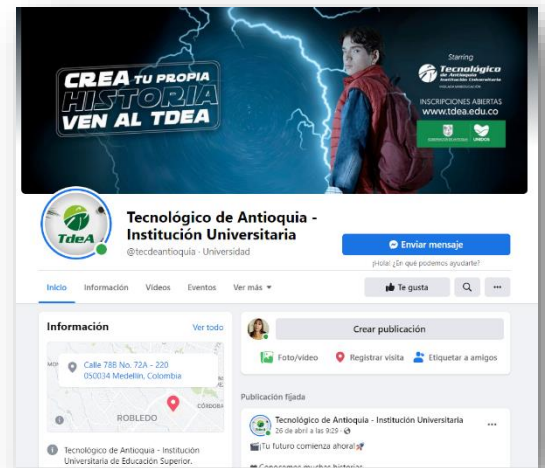 CREA TU PROPIA
HISTORIA
VEN AL TDEA
Starring
Tecnológico
de Antioquia
Institución Universitaria
INSCRIPCIONES ABIERTAS
www.tdea.edu.co
UNIDOS
TdeA
Tecnológico de Antioquia -
Institución Universitaria
@tecdeantioquia · Universidad
Enviar mensaje
¡Hola! ¿En qué podemos ayudarte?
Inicio Información Videos Eventos Ver más
Te gusta
Información Ver todo
Calle 78B No. 72A - 220
050034 Medellín, Colombia
ROBLEDO
CÓRDOBA
Tecnológico de Antioquia - Institución
Universitaria de Educación Superior.
Crear publicación
Foto/video Registrar visita Etiquetar a amigos
Publicación fijada
Tecnológico de Antioquia - Institución Universitaria
26 de abril a las 9:29 ·
¡Tu futuro comienza ahora!
Conocemos muchas historias